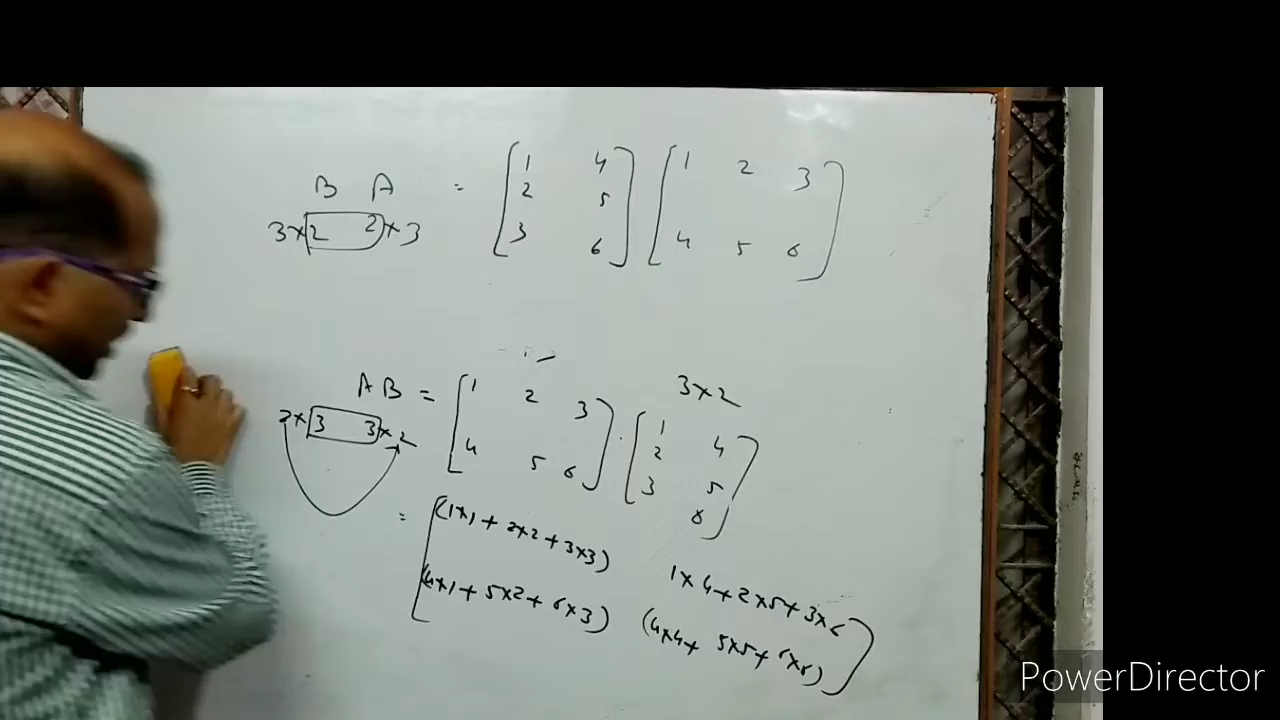 B A = [1 4 [1 2 3
2 5
3 6] 4 5 6]
3×2 2×3
3×2
AB = [1 2 3 . [1 4
4 5 6] 2 5
3 6]
2×3 3×2
= [(1×1+2×2+3×3) 1×4+2×5+3×6
(4×1+5×2+6×3) (4×4+5×5+6×6)]
PowerDirector